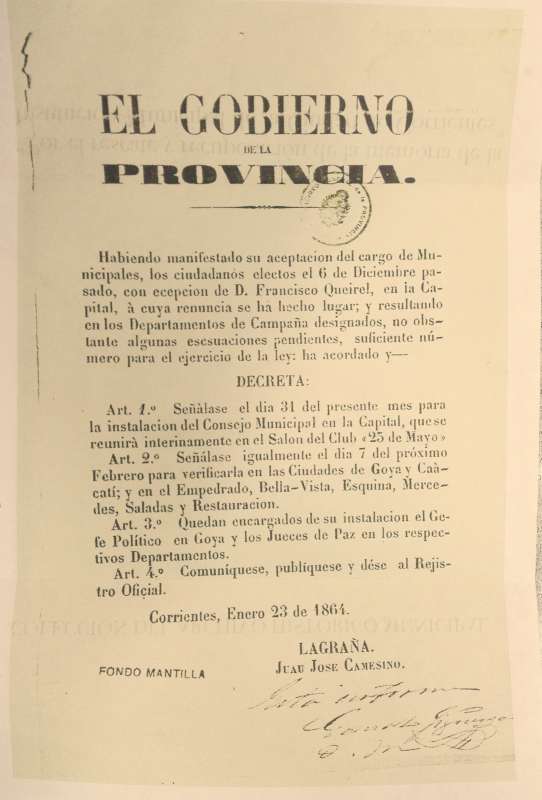 EL GOBIERNO
DE LA
PROVINCIA.
Habiendo manifestado su aceptacion del cargo de Mu-
nicipales, los ciudadanos electos el 6 de Diciembre pa-
sado, con ecepcion de D. Francisco Queirel, en la Ca-
pital, à cuya renuncia se ha hecho lugar; y resultando
en los Departamentos de Campaña designados, no obs-
tante algunas escsuaciones pendientes, suficiente nú-
mero para el ejercicio de la ley: ha acordado y—
DECRETA:
Art. 1.º Señàlase el dia 31 del presente mes para
la instalacion del Consejo Municipal en la Capital, que se
reunirà interinamente en el Salon del Club «25 de Mayo»
Art. 2.º Señàlase igualmente el dia 7 del próximo
Febrero para verificarla en las Ciudades de Goya y Caà-
catí; y en el Empedrado, Bella-Vista, Esquina, Merce-
des, Saladas y Restauracion.
Art. 3.º Quedan encargados de su instalacion el Ge-
fe Político en Goya y los Jueces de Paz en los respec-
tivos Departamentos.
Art. 4.º Comuníquese, publíquese y dése al Rejis-
tro Oficial.
Corrientes, Enero 23 de 1864.
LAGRAÑA.
JUAU JOSE CAMESINO.
FONDO MANTILLA